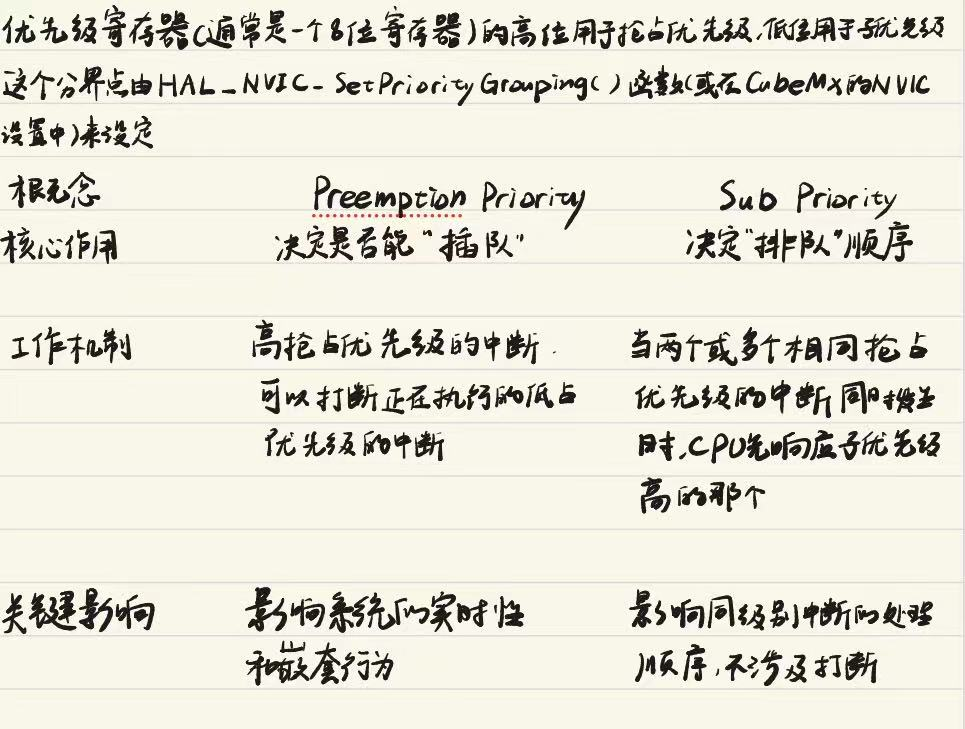 优先级寄存器(通常是一个8位寄存器)的高位用于抢占优先级,低位用于子优先级
这个分界点由HAL_NVIC_SetPriorityGrouping()函数(或在CubeMx的NVIC
设置中)来设定
概念 Preemption Priority Sub Priority
核心作用 决定是否能“插队” 决定“排队”顺序
工作机制 高抢占优先级的中断. 当两个或多个相同抢占
可以打断正在执行的低占 优先级的中断同时发生
优先级的中断 时,CPU先响应子优先级
高的那个
关键影响 影响系统的实时性 影响同级别中断的处理
和嵌套行为 顺序,不涉及打断